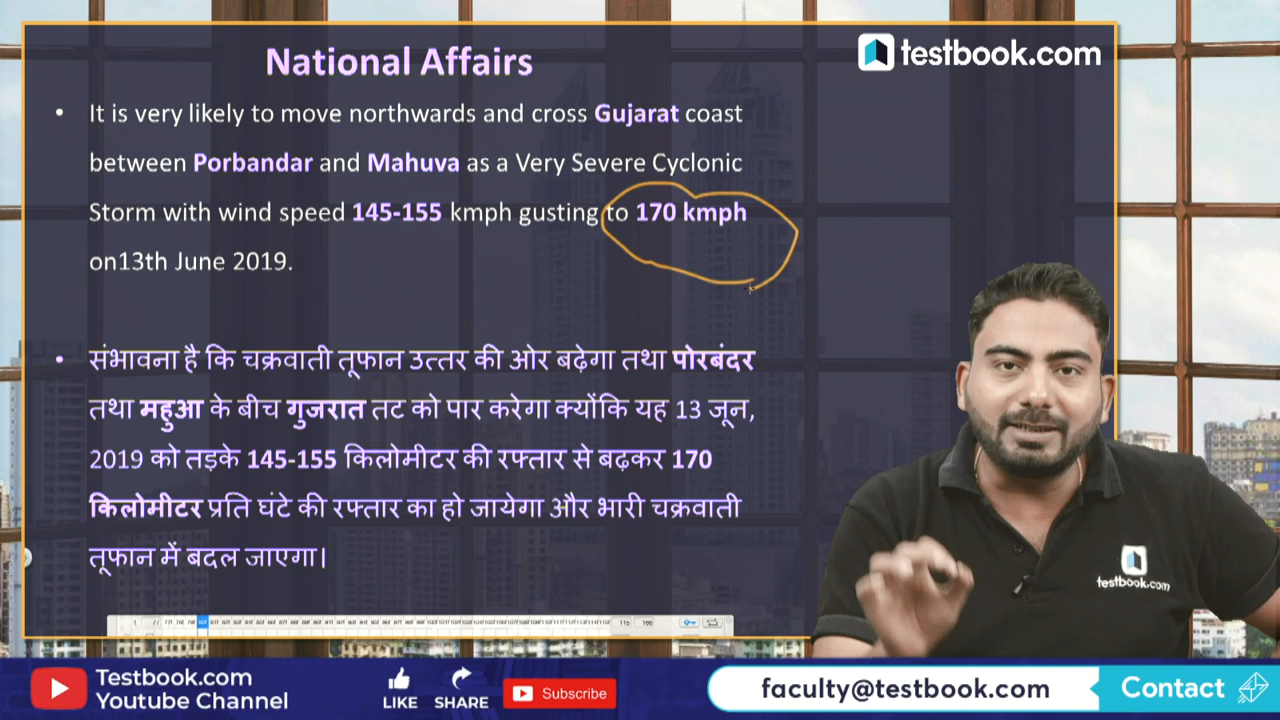 National Affairs
testbook.com
• It is very likely to move northwards and cross Gujarat coast
between Porbandar and Mahuva as a Very Severe Cyclonic
Storm with wind speed 145-155 kmph gusting to 170 kmph
on13th June 2019.
• संभावना है कि चक्रवाती तूफान उत्तर की ओर बढ़ेगा तथा पोरबंदर
तथा महुआ के बीच गुजरात तट को पार करेगा क्योंकि यह 13 जून,
2019 को तड़के 145-155 किलोमीटर की रफ्तार से बढ़कर 170
किलोमीटर प्रति घंटे की रफ्तार का हो जायेगा और भारी चक्रवाती
तूफान में बदल जाएगा।
testbook.com
Testbook.com
Youtube Channel
LIKE
SHARE
Subscribe
faculty@testbook.com
Contact